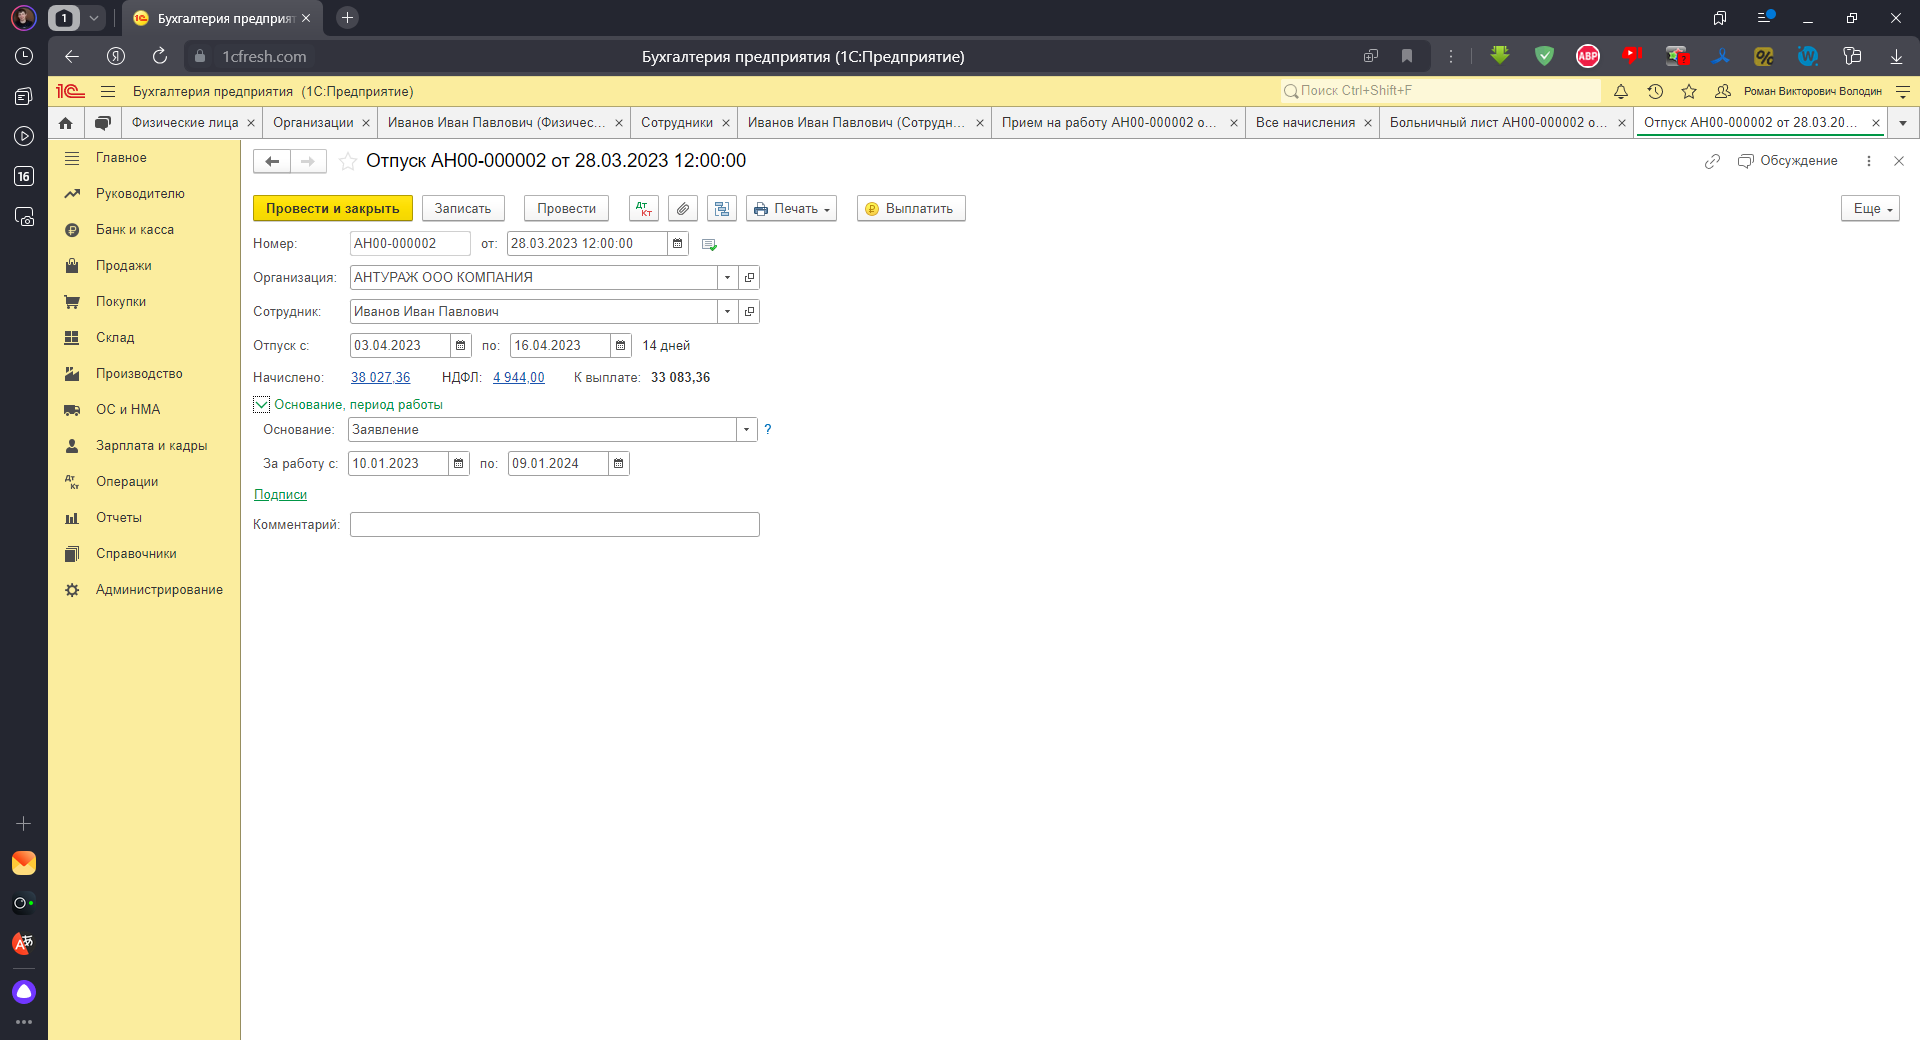 1
Бухгалтерия предприят
1cfresh.com
Бухгалтерия предприятия (1С:Предприятие)
ABP
16
1С
Бухгалтерия предприятия (1С:Предприятие)
Поиск Ctrl+Shift+F
Роман Викторович Володин
Физические лица
Организации
Иванов Иван Павлович (Физичес...
Сотрудники
Иванов Иван Павлович (Сотрудн...
Прием на работу АН00-000002 о...
Все начисления
Больничный лист АН00-000002 о...
Отпуск АН00-000002 от 28.03.20...
Главное
Руководителю
Банк и касса
Продажи
Покупки
Склад
Производство
ОС и НМА
Зарплата и кадры
Операции
Отчеты
Справочники
Администрирование
Отпуск АН00-000002 от 28.03.2023 12:00:00
Обсуждение
Провести и закрыть
Записать
Провести
Дт Кт
Печать
Выплатить
Еще
Номер: АН00-000002 от: 28.03.2023 12:00:00
Организация: АНТУРАЖ ООО КОМПАНИЯ
Сотрудник: Иванов Иван Павлович
Отпуск с: 03.04.2023 по: 16.04.2023 14 дней
Начислено: 38 027,36 НДФЛ: 4 944,00 К выплате: 33 083,36
Основание, период работы
Основание: Заявление ?
За работу с: 10.01.2023 по: 09.01.2024
Подписи
Комментарий: